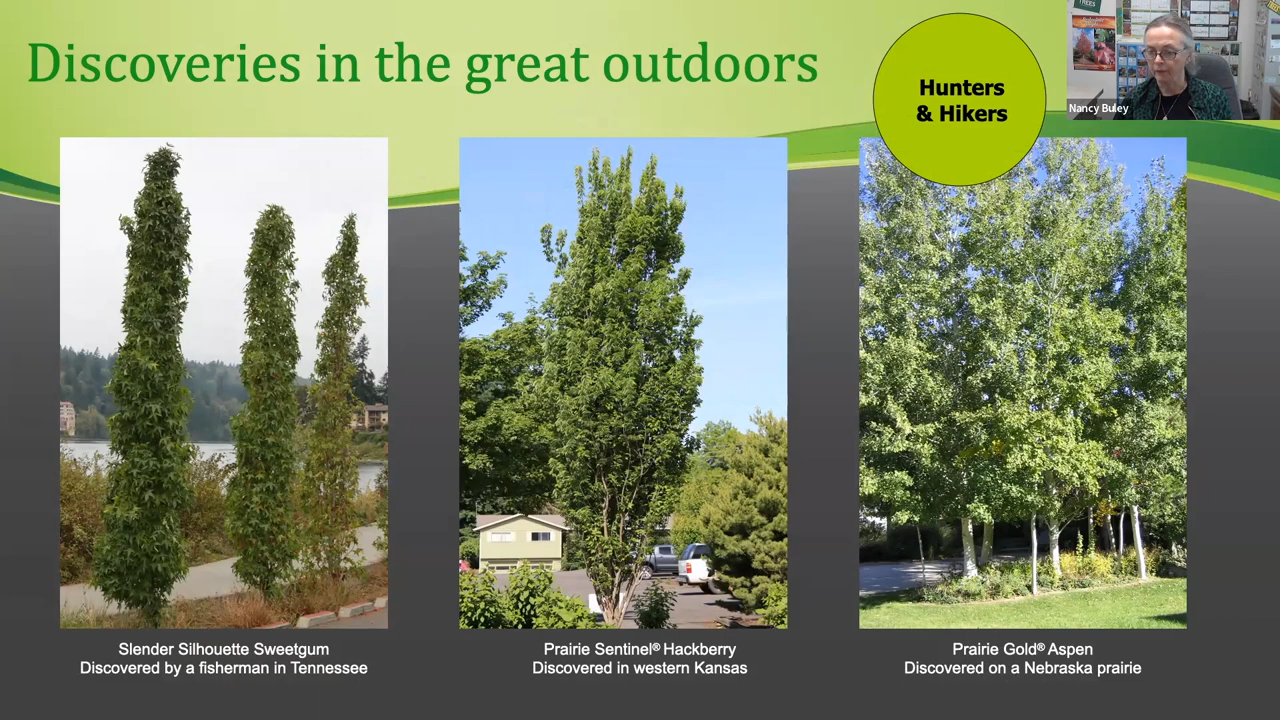 Discoveries in the great outdoors
Hunters
& Hikers
TREES
Nancy Buley
Slender Silhouette Sweetgum
Discovered by a fisherman in Tennessee
Prairie Sentinel® Hackberry
Discovered in western Kansas
Prairie Gold® Aspen
Discovered on a Nebraska prairie